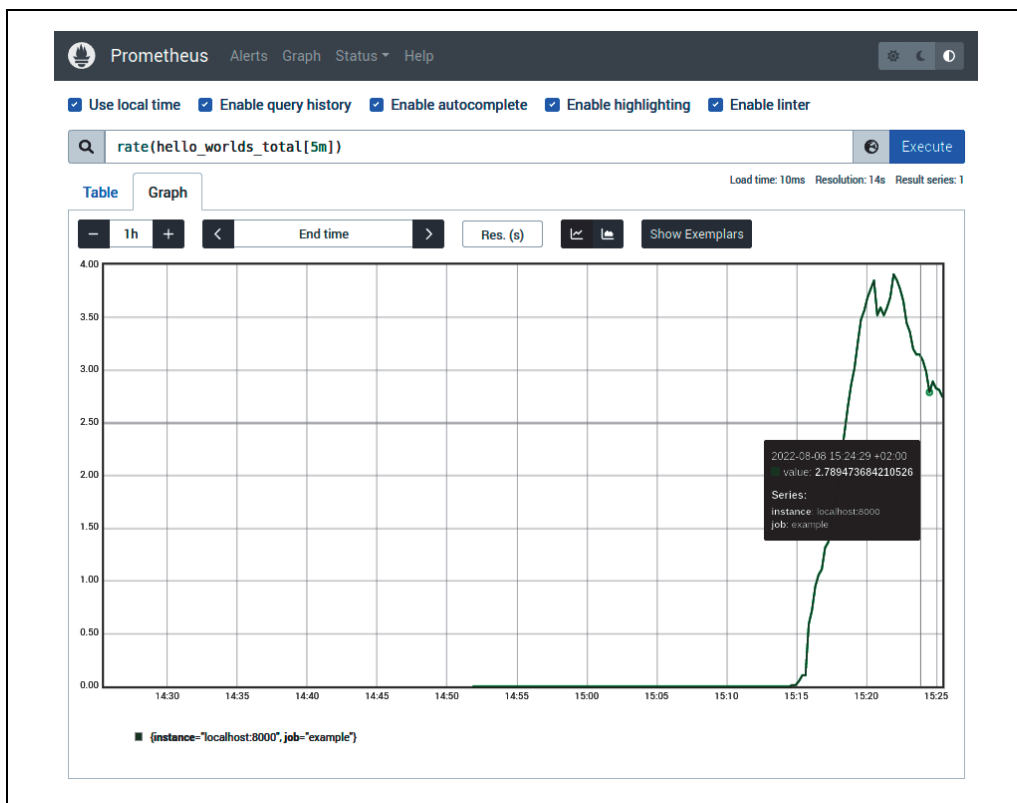 Prometheus Alerts Graph Status Help
Use local time Enable query history Enable autocomplete Enable highlighting Enable linter
rate(hello_worlds_total[5m]) Execute
Load time: 10ms Resolution: 14s Result series: 1
Table Graph
− 1h + < End time > Res. (s) Show Exemplars
4.00
3.50
3.00
2.50
2.00
1.50
1.00
0.50
0.00
2022-08-08 15:24:29 +02:00
value: 2.789473684210526
Series:
instance: localhost:8000
job: example
14:30 14:35 14:40 14:45 14:50 14:55 15:00 15:05 15:10 15:15 15:20 15:25
{instance="localhost:8000", job="example"}